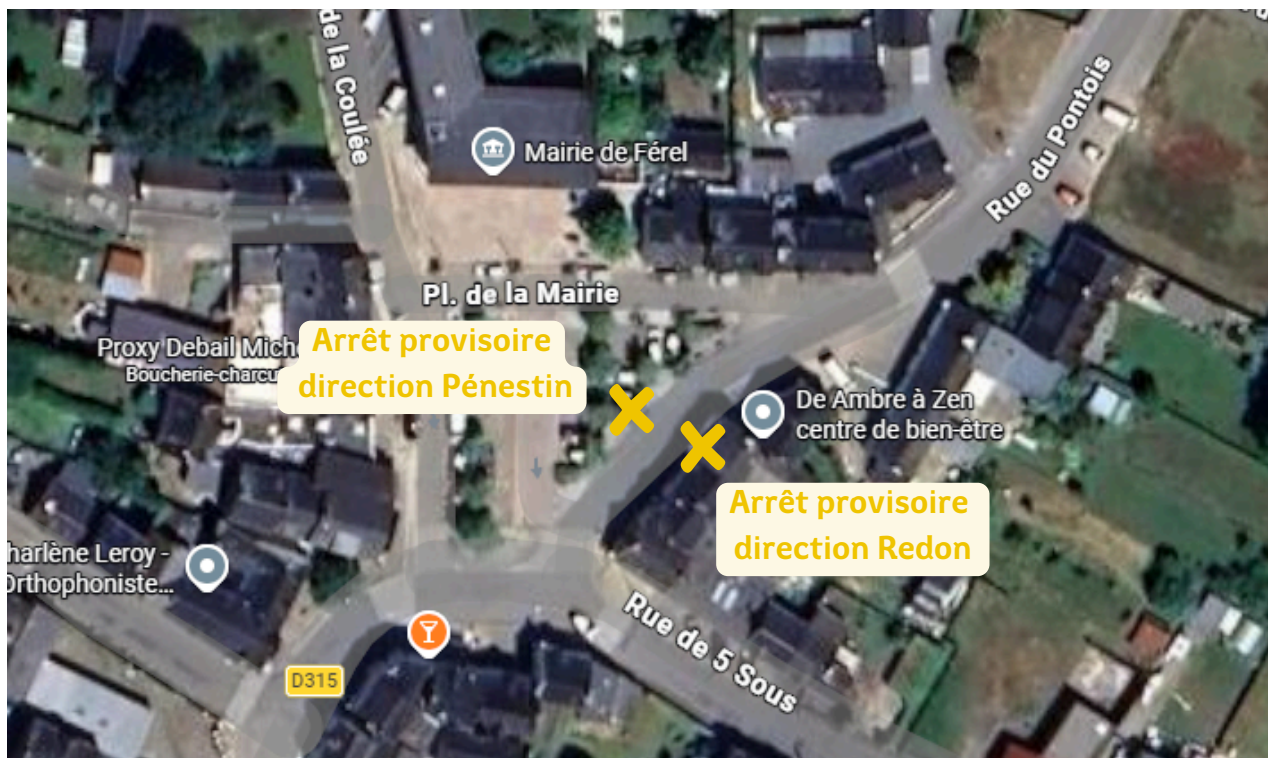 de la Coulée
Mairie de Férel
Rue du Pontois
Pl. de la Mairie
Proxy Debail
Boucherie-charcu
Arrêt provisoire
direction Pénestin
De Ambre à Zen
centre de bien-être
Arrêt provisoire
direction Redon
harlène Leroy -
Orthophoniste...
Rue de 5 Sous
D315